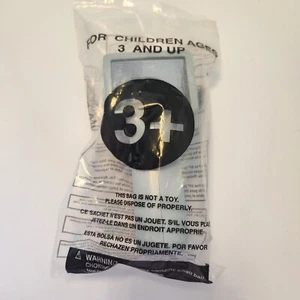 FOR CHILDREN AGES
3 AND UP
3+
THIS BAG IS NOT A TOY.
PLEASE DISPOSE OF PROPERLY.
CE SACHET N'EST PAS UN JOUET. S'IL VOUS PLA
JETEZ-LE DANS UN ENDROIT APPROPRIE
ESTA BOLSA NO ES UN JUGETE. POR FAVOR
RECHAZEN PROPRIAMENTE.
WARNING
CHOKING